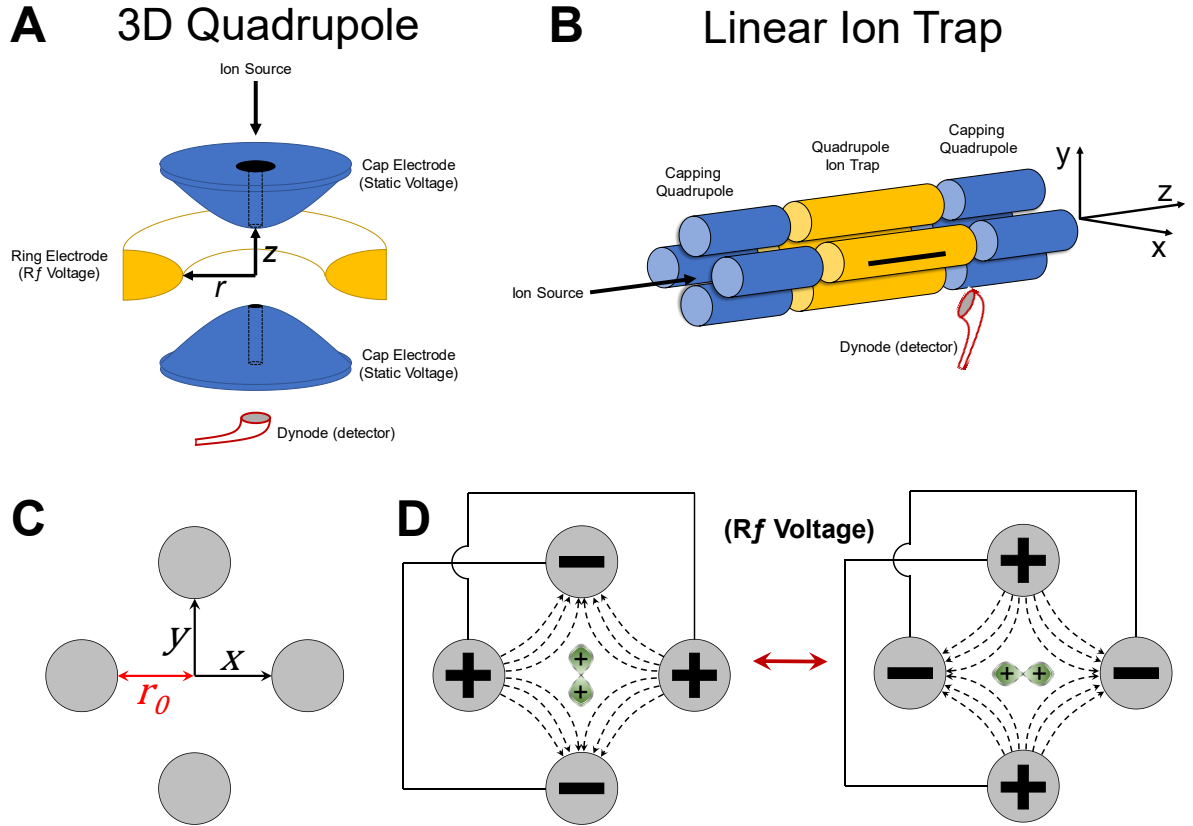 A
3D Quadrupole
Ion Source
Cap Electrode
(Static Voltage)
Ring Electrode
(Rƒ Voltage)
z
r
Cap Electrode
(Static Voltage)
Dynode (detector)
B
Linear Ion Trap
Capping
Quadrupole
Quadrupole
Ion Trap
Capping
Quadrupole
y
z
x
Ion Source
Dynode (detector)
C
y
x
r0
D
(Rƒ Voltage)
−
+
+
+
+
−
+
−
+
+
−
+